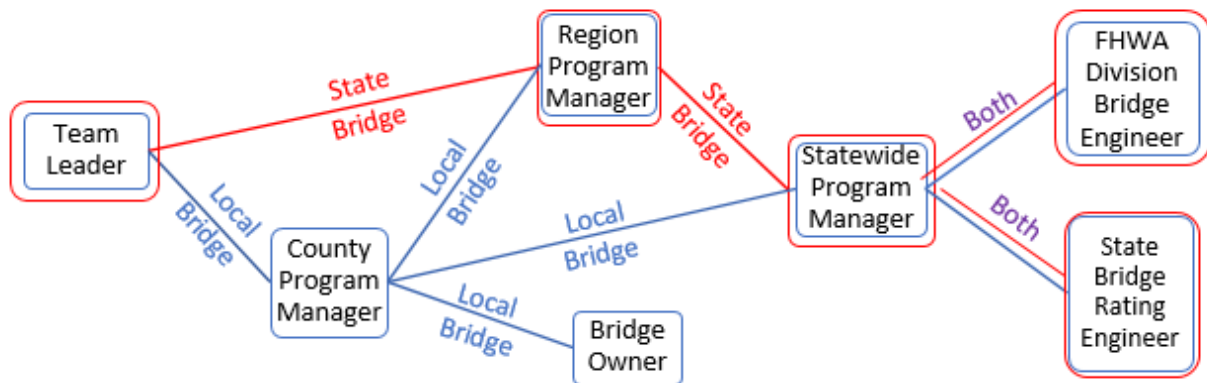 Team
Leader
State
Bridge
Local
Bridge
County
Program
Manager
Local
Bridge
Region
Program
Manager
State
Bridge
Local
Bridge
Local
Bridge
Bridge
Owner
Statewide
Program
Manager
Both
FHWA
Division
Bridge
Engineer
Both
State
Bridge
Rating
Engineer